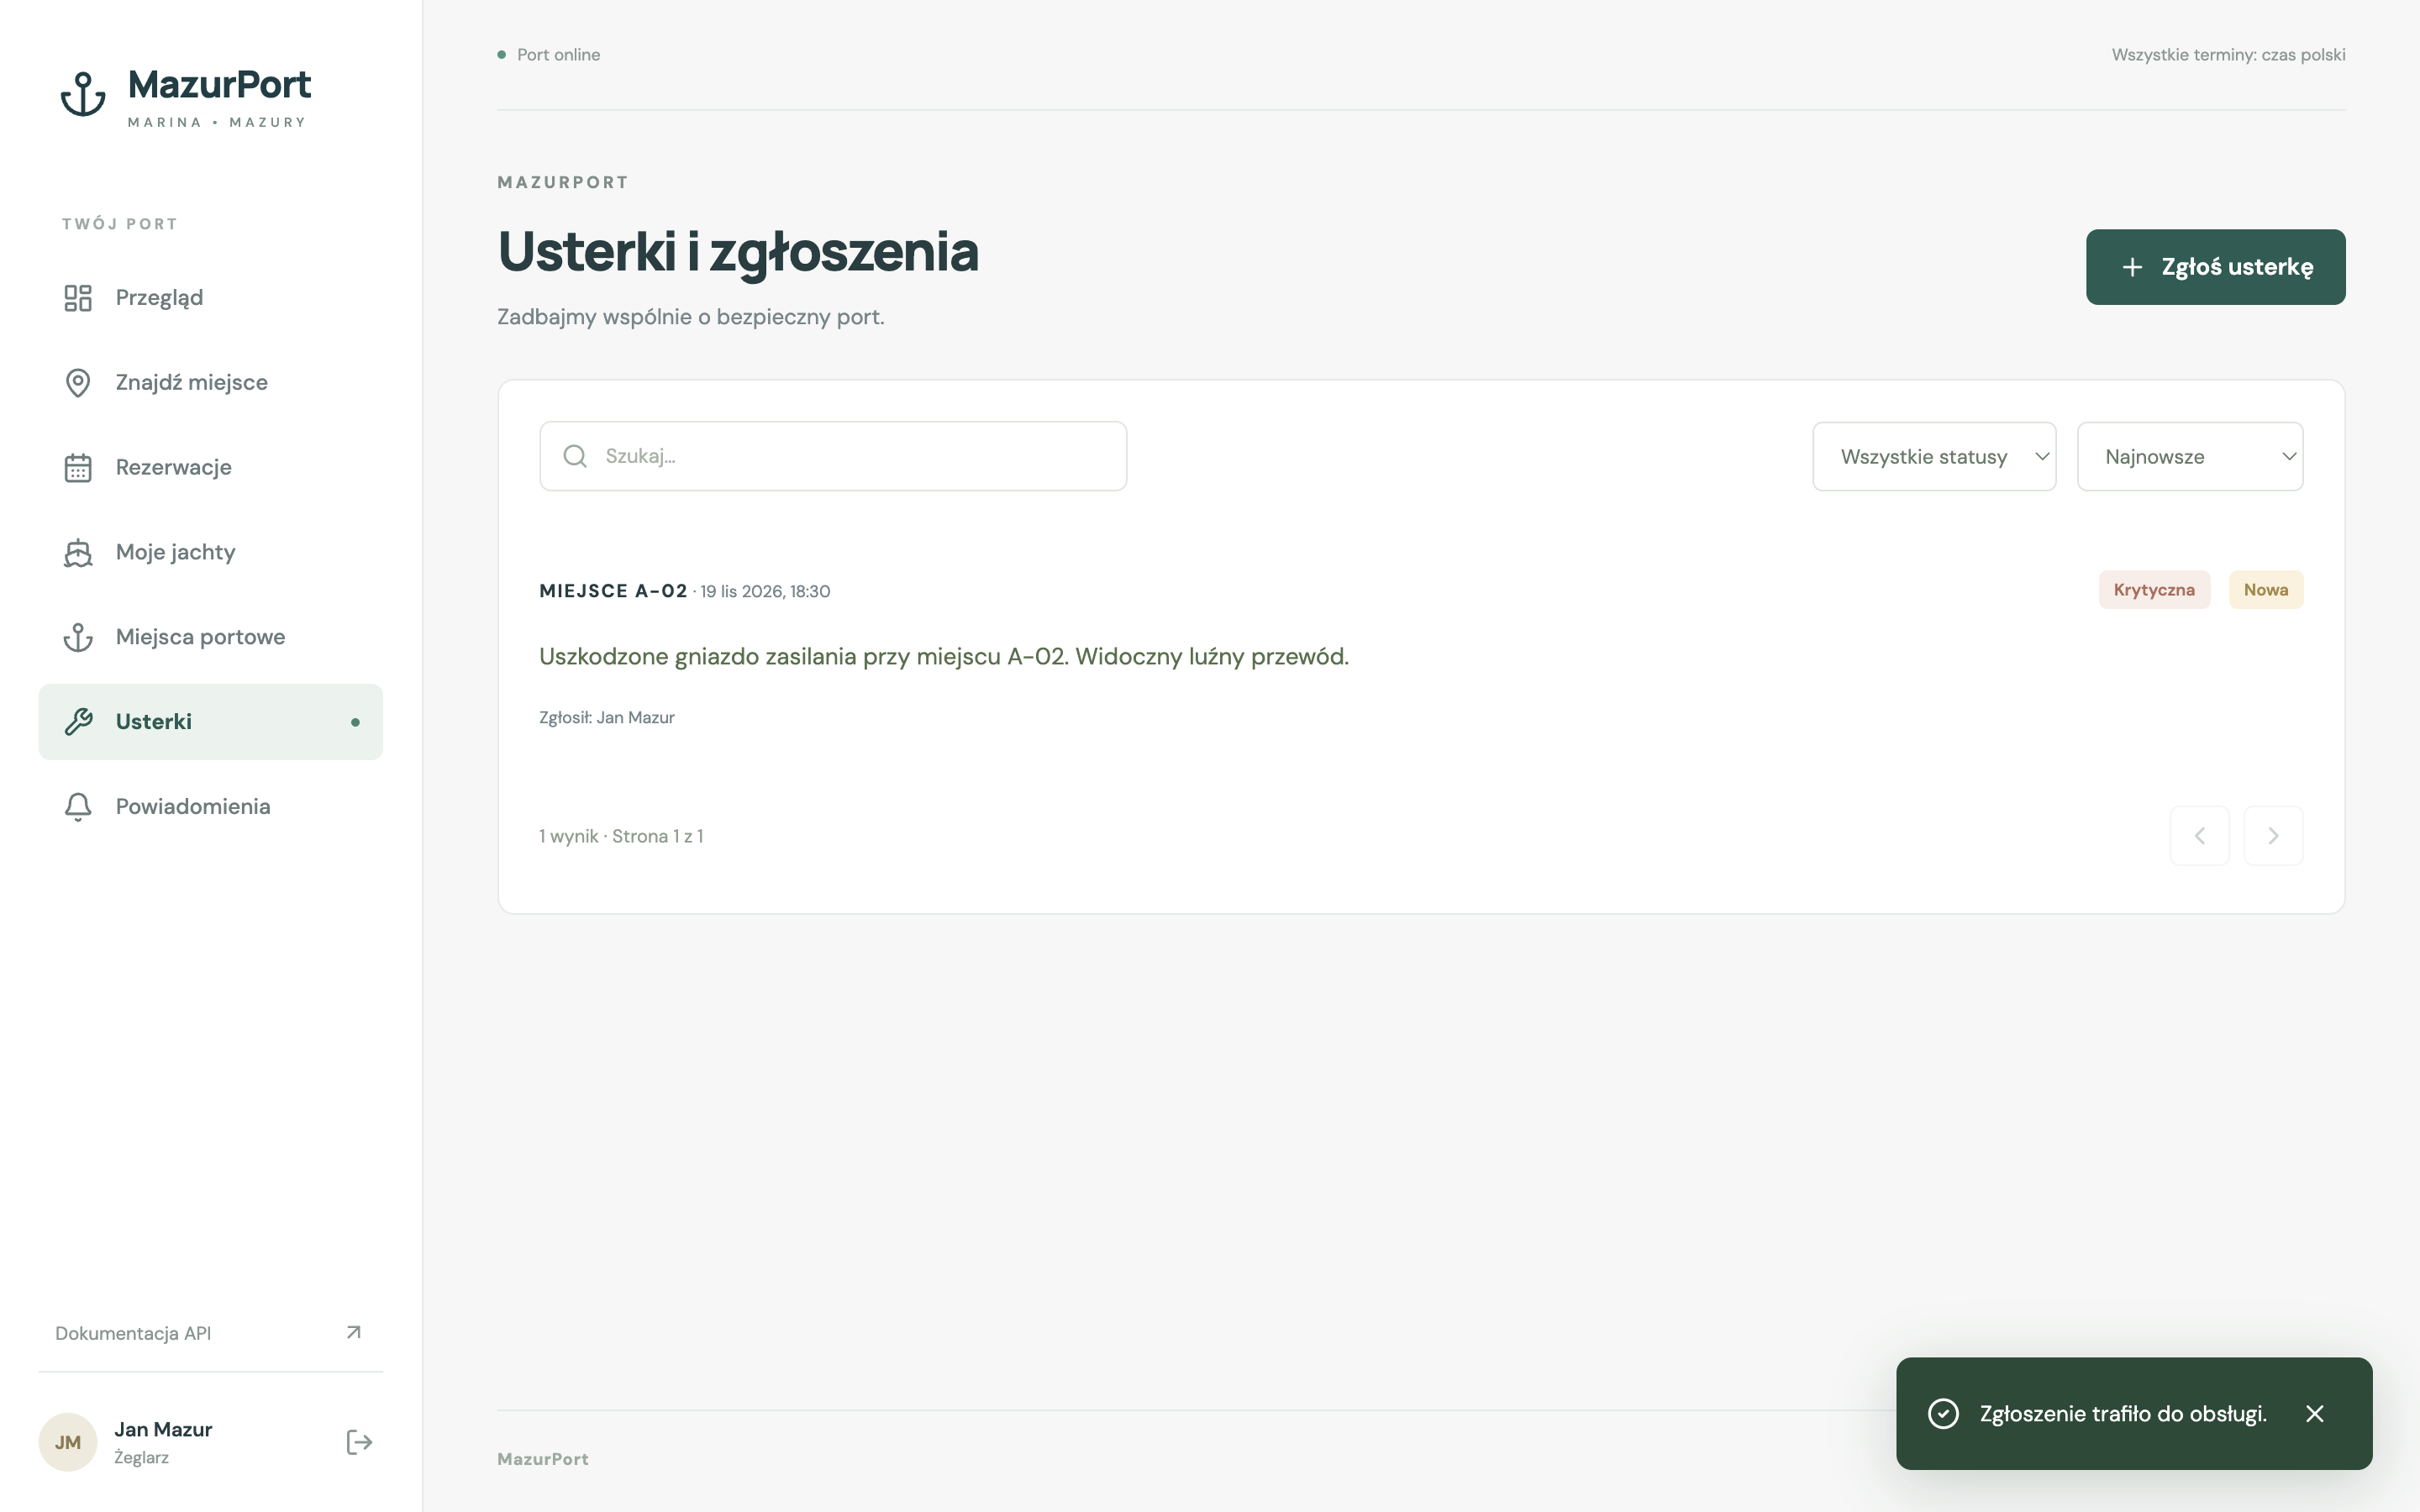 MazurPort
MARINA • MAZURY
TWÓJ PORT
Przegląd
Znajdź miejsce
Rezerwacje
Moje jachty
Miejsca portowe
Usterki
Powiadomienia
Dokumentacja API
JM
Jan Mazur
Żeglarz
Port online
Wszystkie terminy: czas polski
MAZURPORT
Usterki i zgłoszenia
Zadbajmy wspólnie o bezpieczny port.
Zgłoś usterkę
Szukaj...
Wszystkie statusy
Najnowsze
MIEJSCE A-02 · 19 lis 2026, 18:30
Krytyczna
Nowa
Uszkodzone gniazdo zasilania przy miejscu A-02. Widoczny luźny przewód.
Zgłosił: Jan Mazur
1 wynik · Strona 1 z 1
MazurPort
Zgłoszenie trafiło do obsługi.